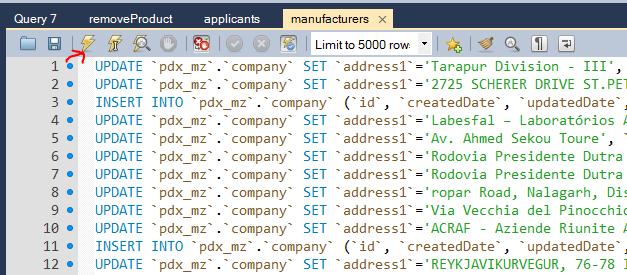 Query 7 removeProduct applicants manufacturers
Limit to 5000 rows
1 UPDATE `pdx_mz`.`company` SET `address1`='Tarapur Division - III',
2 UPDATE `pdx_mz`.`company` SET `address1`='2725 SCHERER DRIVE ST.PET
3 INSERT INTO `pdx_mz`.`company` (`id`, `createdDate`, `updatedDate`,
4 UPDATE `pdx_mz`.`company` SET `address1`='Labesfal – Laboratórios A
5 UPDATE `pdx_mz`.`company` SET `address1`='Av. Ahmed Sekou Toure', `
6 UPDATE `pdx_mz`.`company` SET `address1`='Rodovia Presidente Dutra
7 UPDATE `pdx_mz`.`company` SET `address1`='Rodovia Presidente Dutra
8 UPDATE `pdx_mz`.`company` SET `address1`='ropar Road, Nalagarh, Dis
9 UPDATE `pdx_mz`.`company` SET `address1`='Via Vecchia del Pinocchio
10 UPDATE `pdx_mz`.`company` SET `address1`='ACRAF - Aziende Riunite A
11 INSERT INTO `pdx_mz`.`company` (`id`, `createdDate`, `updatedDate`,
12 UPDATE `pdx_mz`.`company` SET `address1`='REYKJAVIKURVEGUR, 76-78